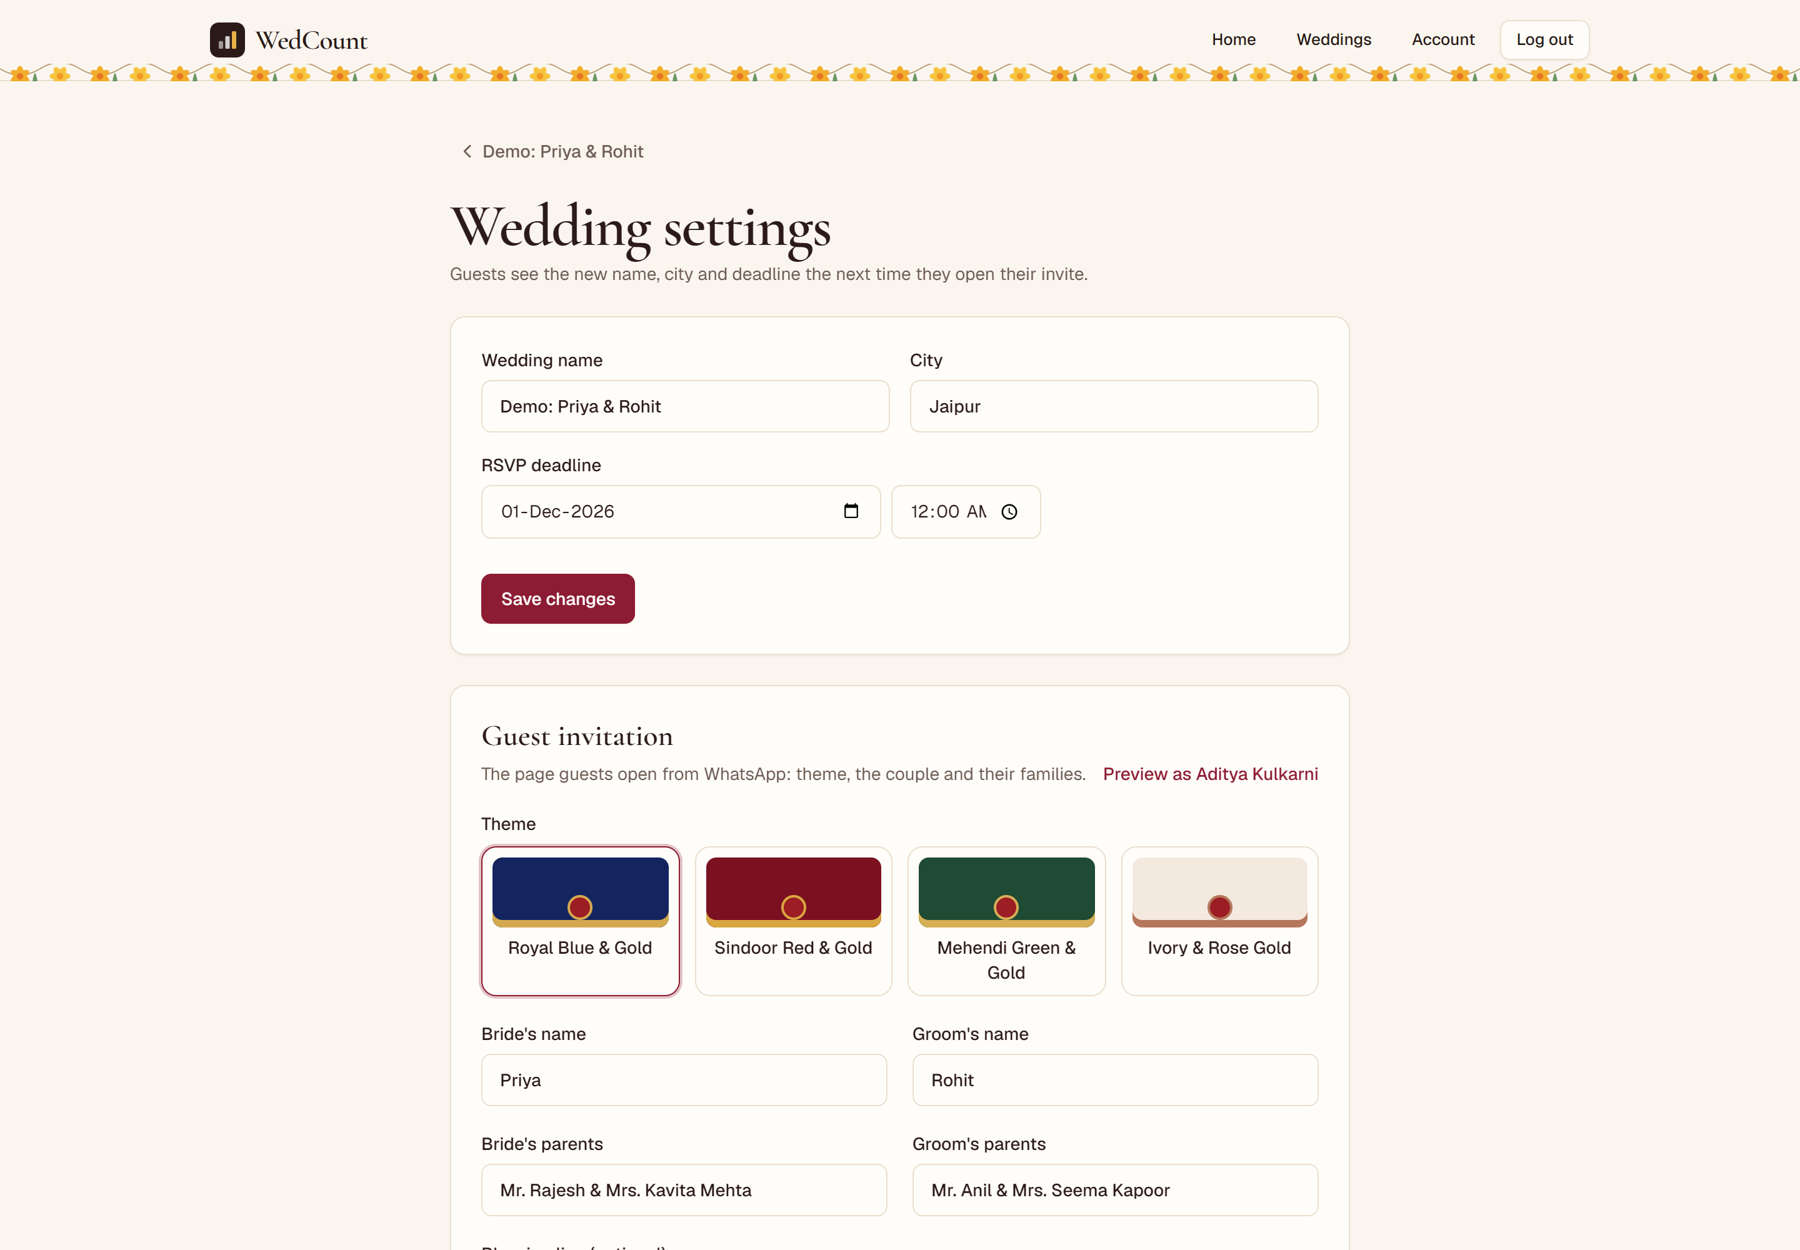 WedCount
Home
Weddings
Account
Log out
Demo: Priya & Rohit
Wedding settings
Guests see the new name, city and deadline the next time they open their invite.
Wedding name
City
Demo: Priya & Rohit
Jaipur
RSVP deadline
01-Dec-2026
12:00 AM
Save changes
Guest invitation
The page guests open from WhatsApp: theme, the couple and their families.
Preview as Aditya Kulkarni
Theme
Royal Blue & Gold
Sindoor Red & Gold
Mehendi Green &
Gold
Ivory & Rose Gold
Bride's name
Groom's name
Priya
Rohit
Bride's parents
Groom's parents
Mr. Rajesh & Mrs. Kavita Mehta
Mr. Anil & Mrs. Seema Kapoor